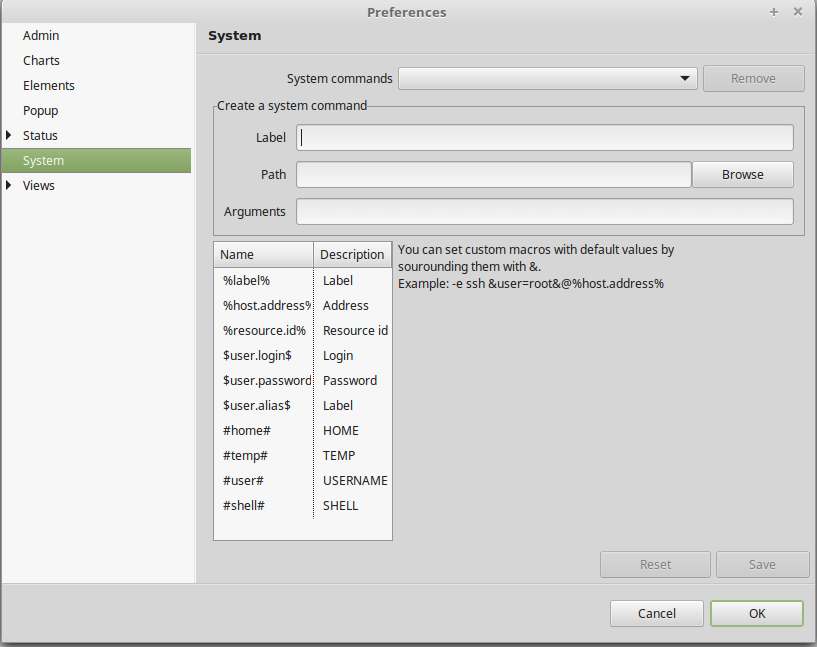 Preferences
Admin
Charts
Elements
Popup
Status
System
Views
System
System commands
Remove
Create a system command
Label
Path
Browse
Arguments
Name Description
%label% Label
%host.address% Address
%resource.id% Resource id
$user.login$ Login
$user.password Password
$user.alias$ Label
#home# HOME
#temp# TEMP
#user# USERNAME
#shell# SHELL
You can set custom macros with default values by
sourounding them with &.
Example: -e ssh &user=root&@%host.address%
Reset Save
Cancel OK